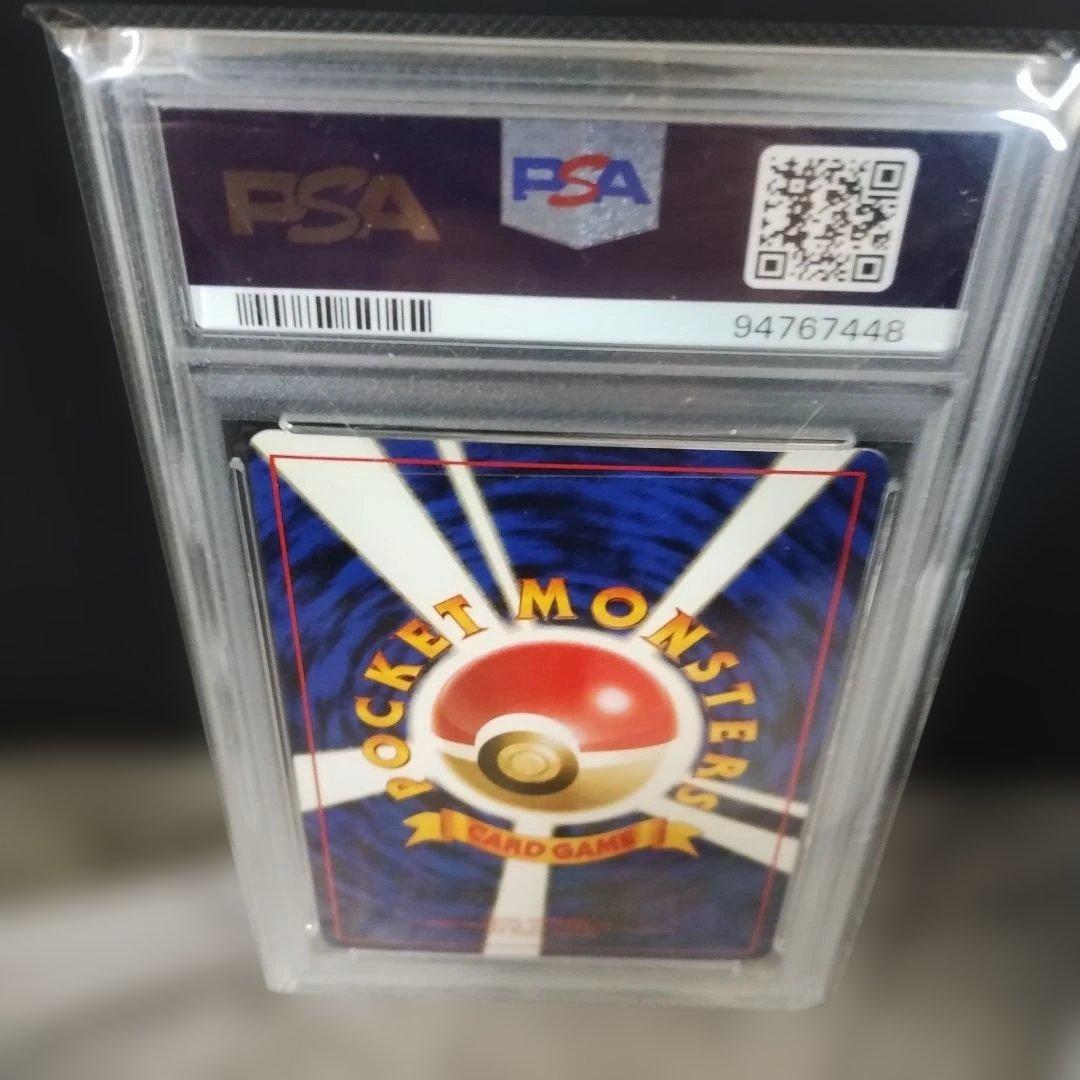 PSA
PSA
94767448
POCKET MONSTERS
CARD GAME